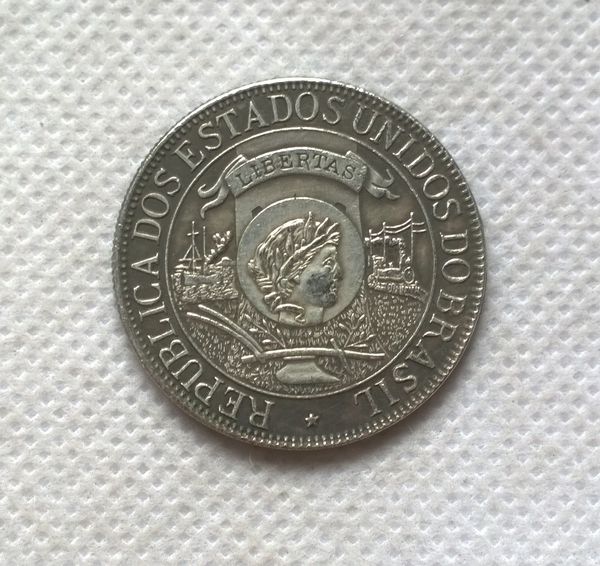 REPUBLICA DOS ESTADOS UNIDOS DO BRASIL
LIBERTAS